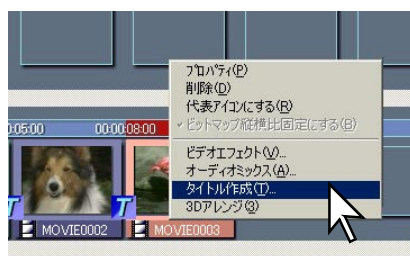 プロパティ(P)
削除(D)
代表アイコンにする(R)
ビットマップ縦横比固定にする(B)
0:05:00 00:00:08:00
ビデオエフェクト(V)...
オーディオミックス(A)...
タイトル作成(T)...
3Dアレンジ(3)
T T
MOVIE0002 MOVIE0003